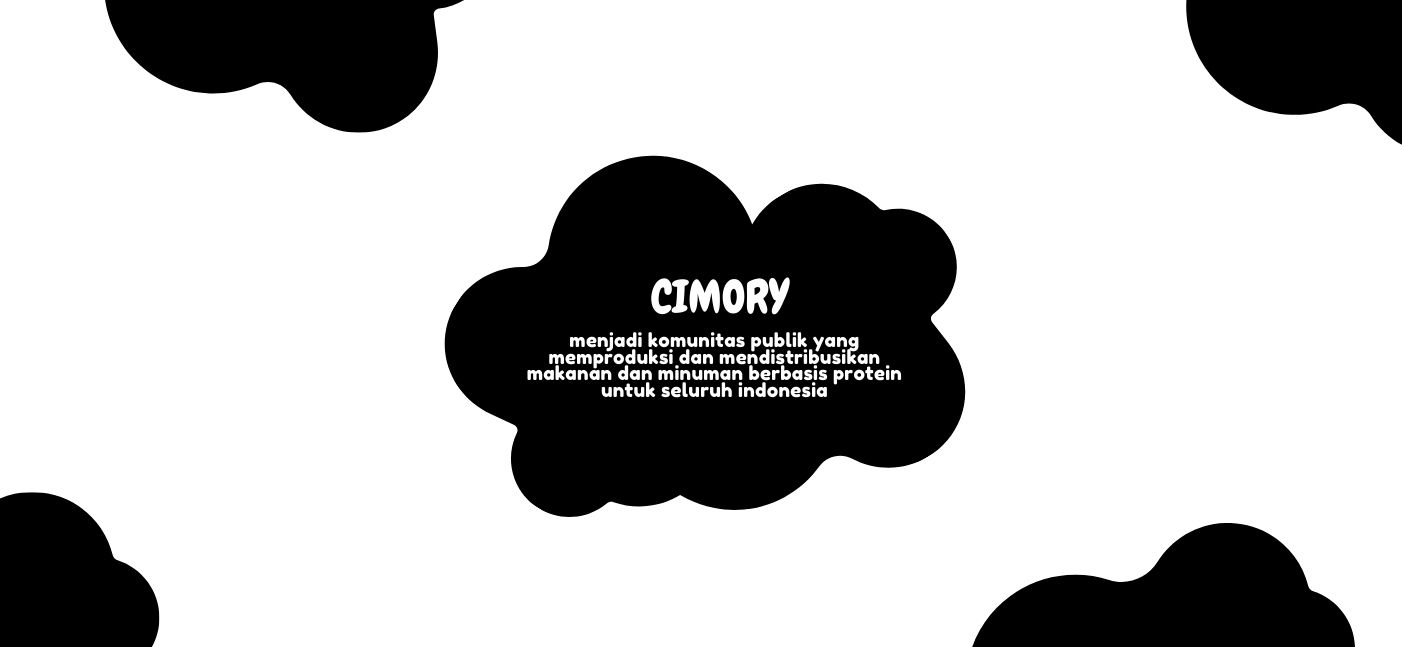 CIMORY
menjadi komunitas publik yang
memproduksi dan mendistribusikan
makanan dan minuman berbasis protein
untuk seluruh indonesia